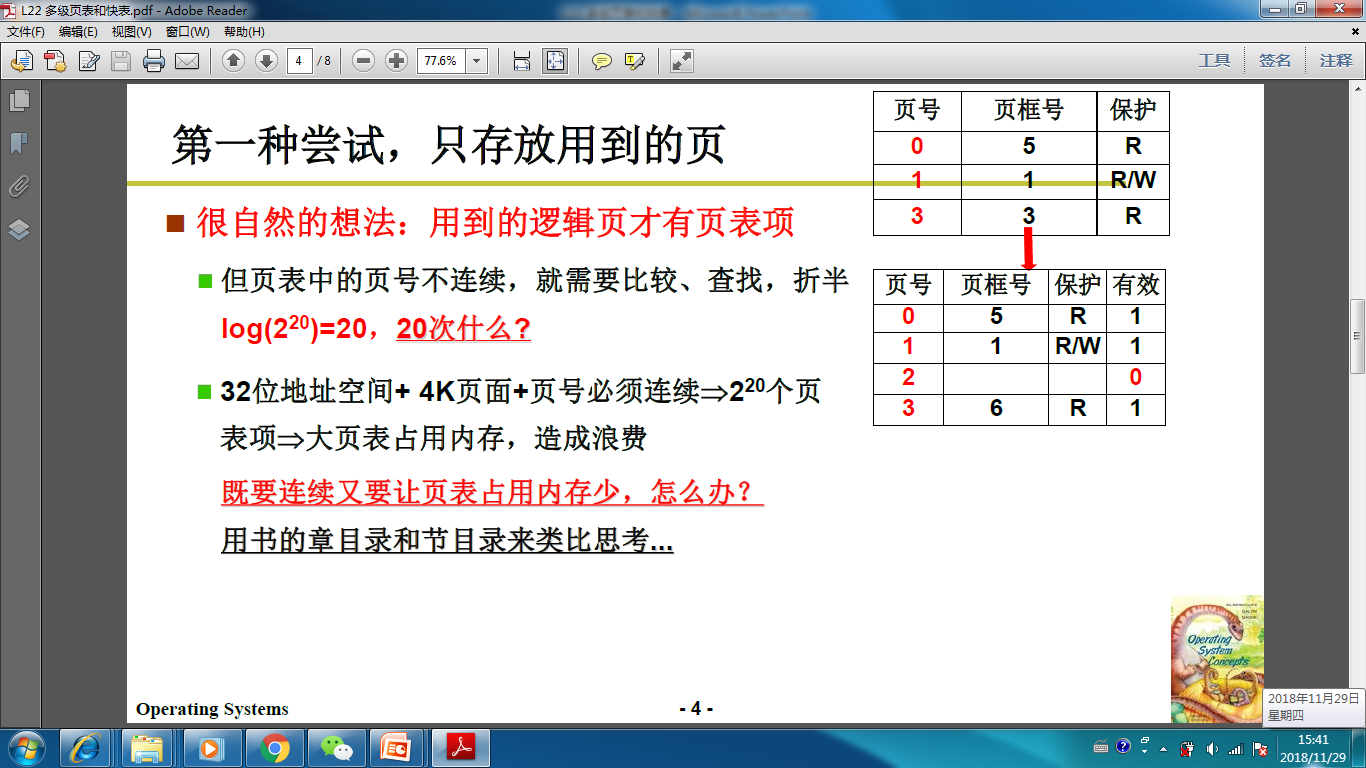 L22 多级页表和快表.pdf - Adobe Reader
文件(F) 编辑(E) 视图(V) 窗口(W) 帮助(H)
4 / 8 77.6% 工具 签名 注释
第一种尝试，只存放用到的页
页号 页框号 保护
0 5 R
1 1 R/W
3 3 R
很自然的想法：用到的逻辑页才有页表项
但页表中的页号不连续，就需要比较、查找，折半
log(2²⁰)=20，20次什么?
页号 页框号 保护 有效
0 5 R 1
1 1 R/W 1
2 0
3 6 R 1
32位地址空间+ 4K页面+页号必须连续⇒2²⁰个页
表项⇒大页表占用内存，造成浪费
既要连续又要让页表占用内存少，怎么办?
用书的章目录和节目录来类比思考...
Operating
System
Concepts
Operating Systems
- 4 -
2018年11月29日
星期四
15:41
2018/11/29